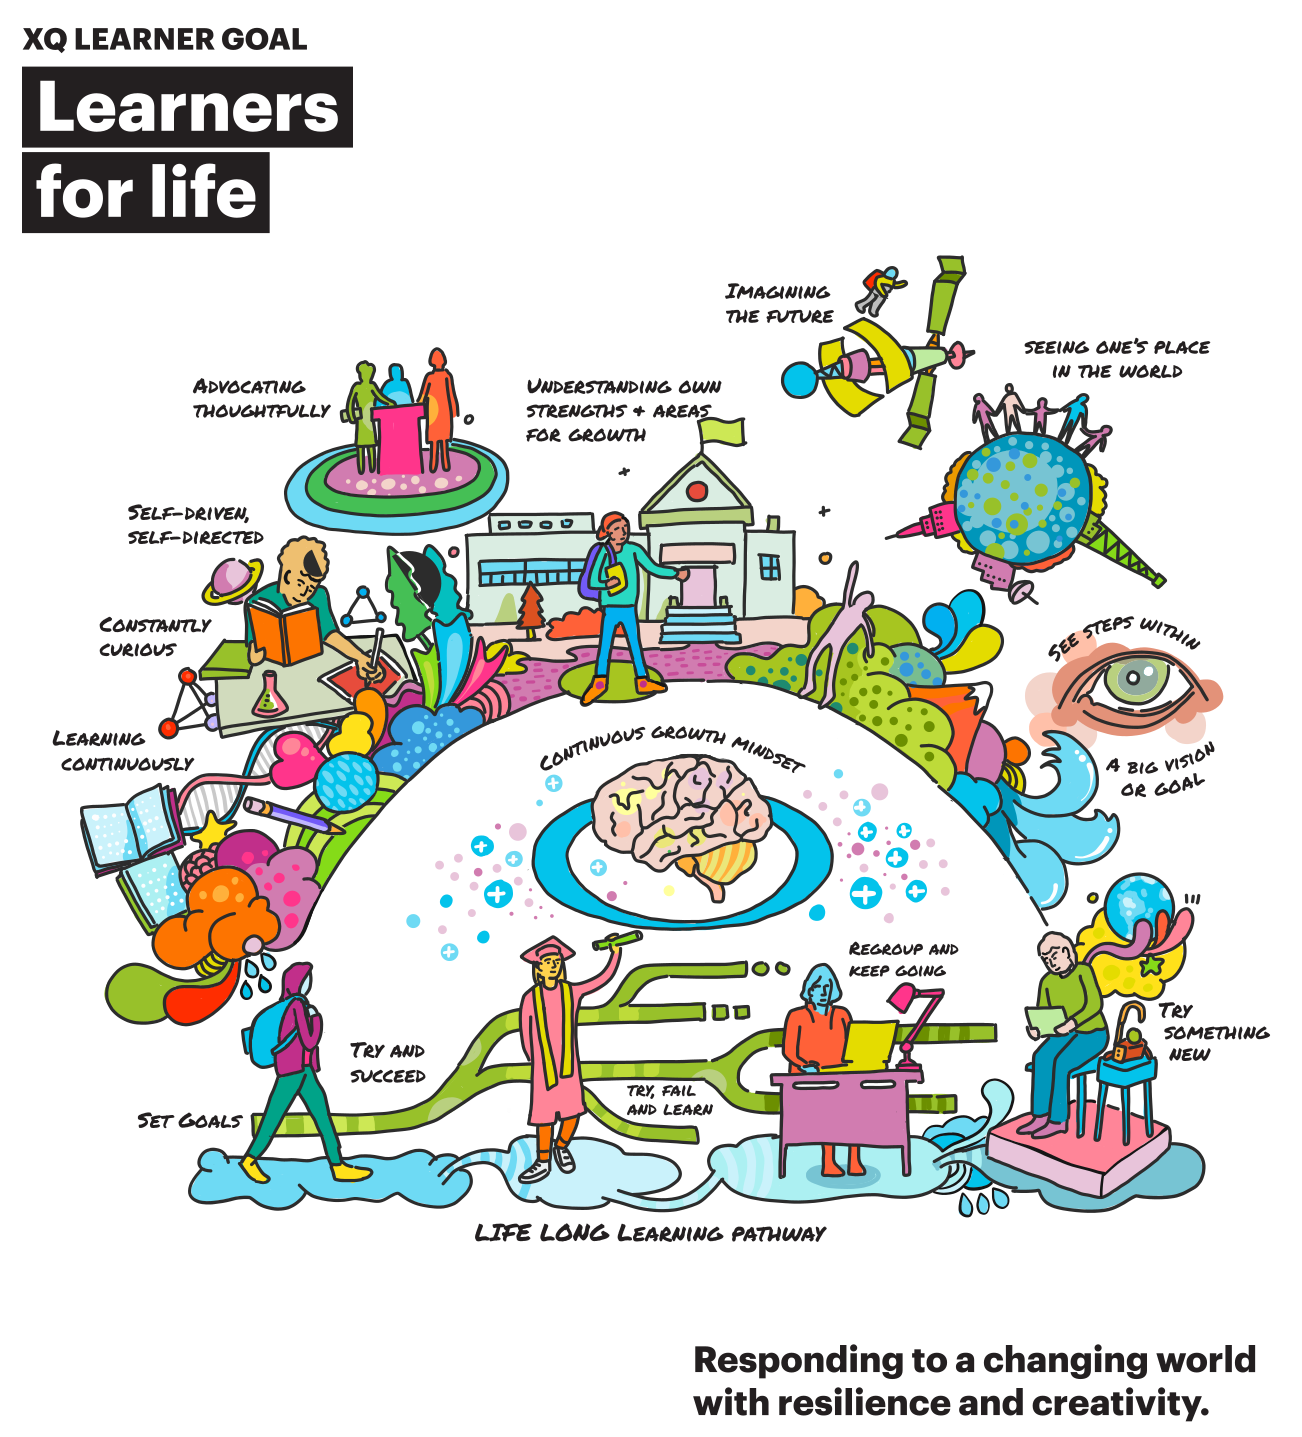 XQ LEARNER GOAL
Learners
for life
IMAGINING
THE FUTURE
SEEING ONE'S PLACE
IN THE WORLD
ADVOCATING
THOUGHTFULLY
UNDERSTANDING OWN
STRENGTHS + AREAS
FOR GROWTH
SELF-DRIVEN,
SELF-DIRECTED
CONSTANTLY
CURIOUS
SEE STEPS WITHIN
A BIG VISION
OR GOAL
LEARNING
CONTINUOUSLY
CONTINUOUS GROWTH MINDSET
REGROUP AND
KEEP GOING
TRY
SOMETHING
NEW
TRY AND
SUCCEED
TRY, FAIL
AND LEARN
SET GOALS
LIFE LONG LEARNING PATHWAY
Responding to a changing world
with resilience and creativity.